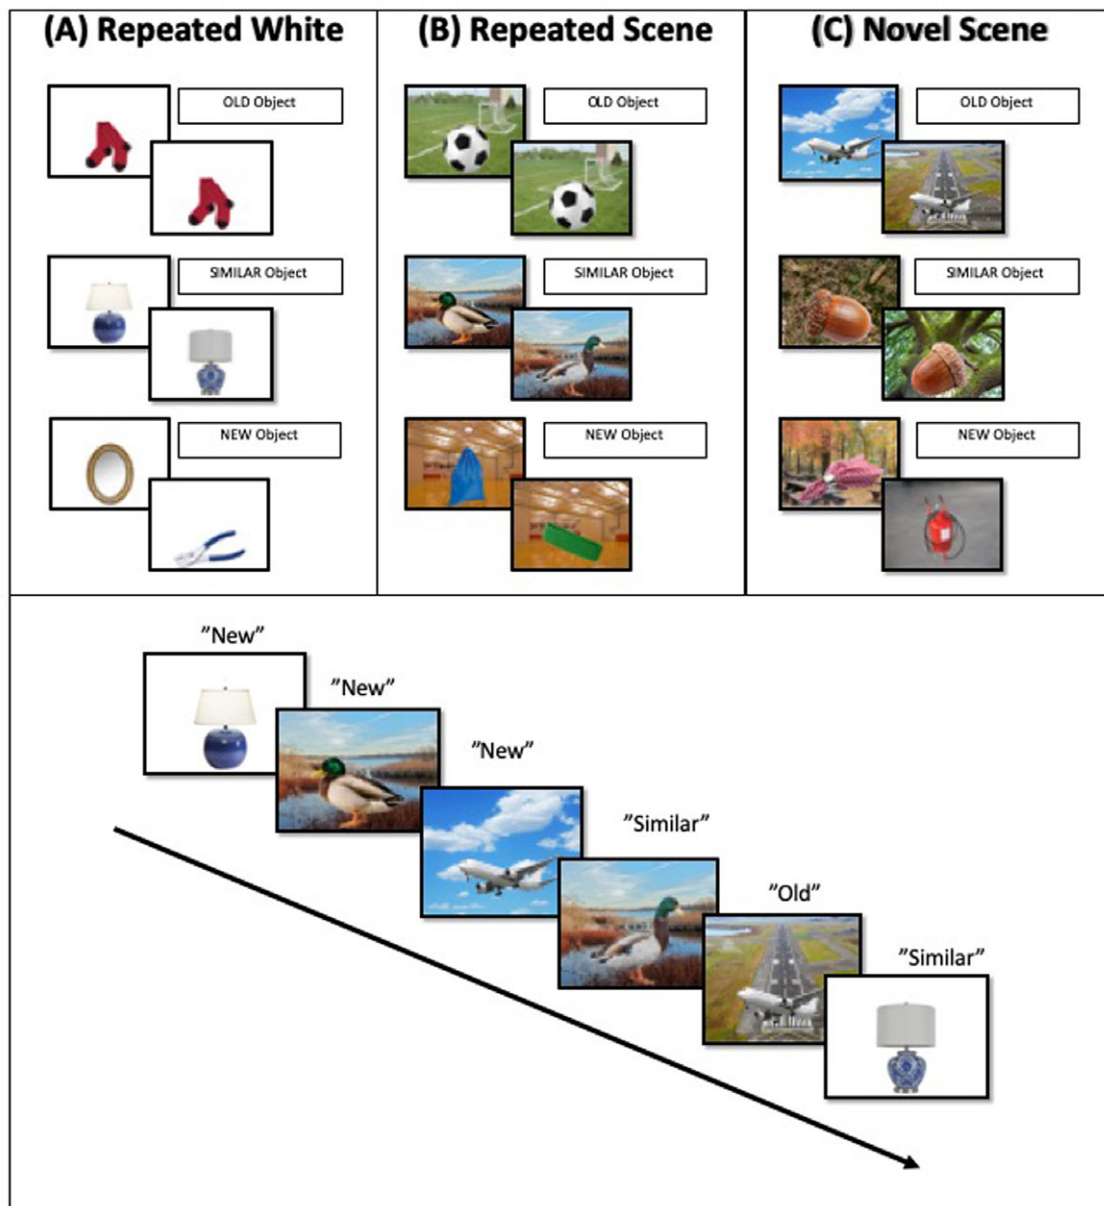 (A) Repeated White
(B) Repeated Scene
(C) Novel Scene
OLD Object
OLD Object
OLD Object
SIMILAR Object
SIMILAR Object
SIMILAR Object
NEW Object
NEW Object
NEW Object
”New”
”New”
”New”
”Similar”
”Old”
”Similar”